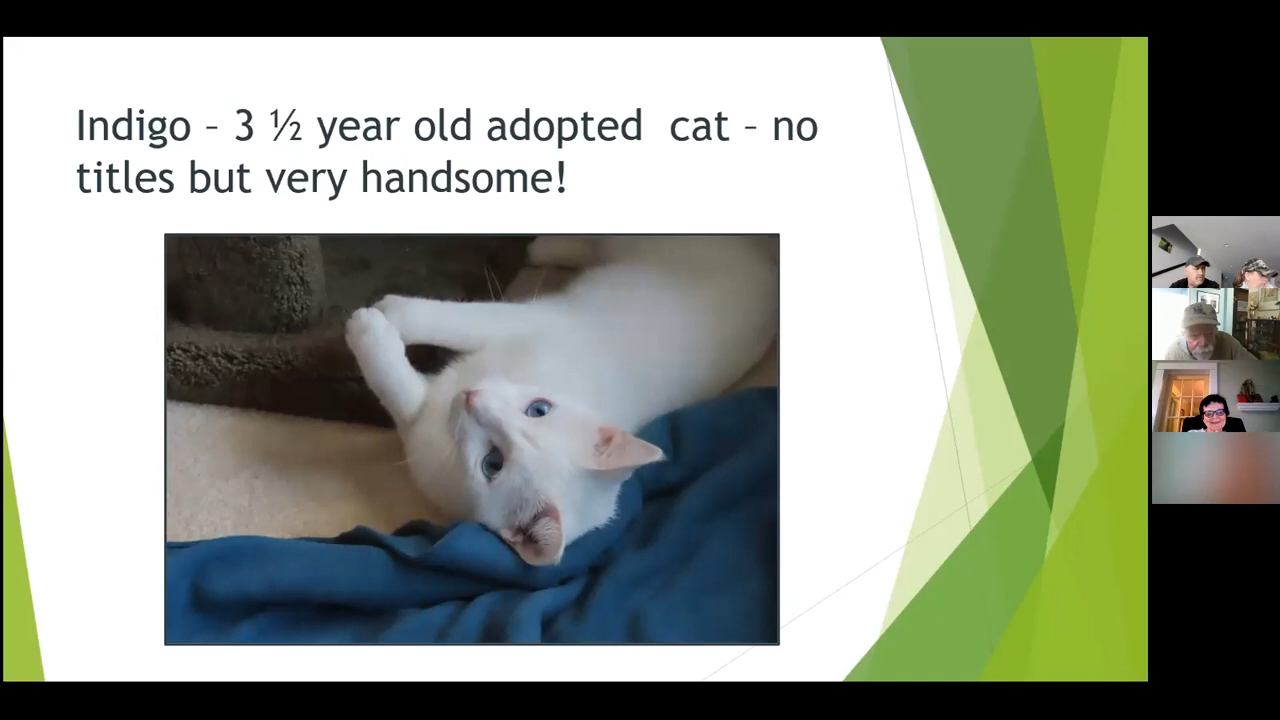 Indigo – 3 ½ year old adopted  cat – no
titles but very handsome!